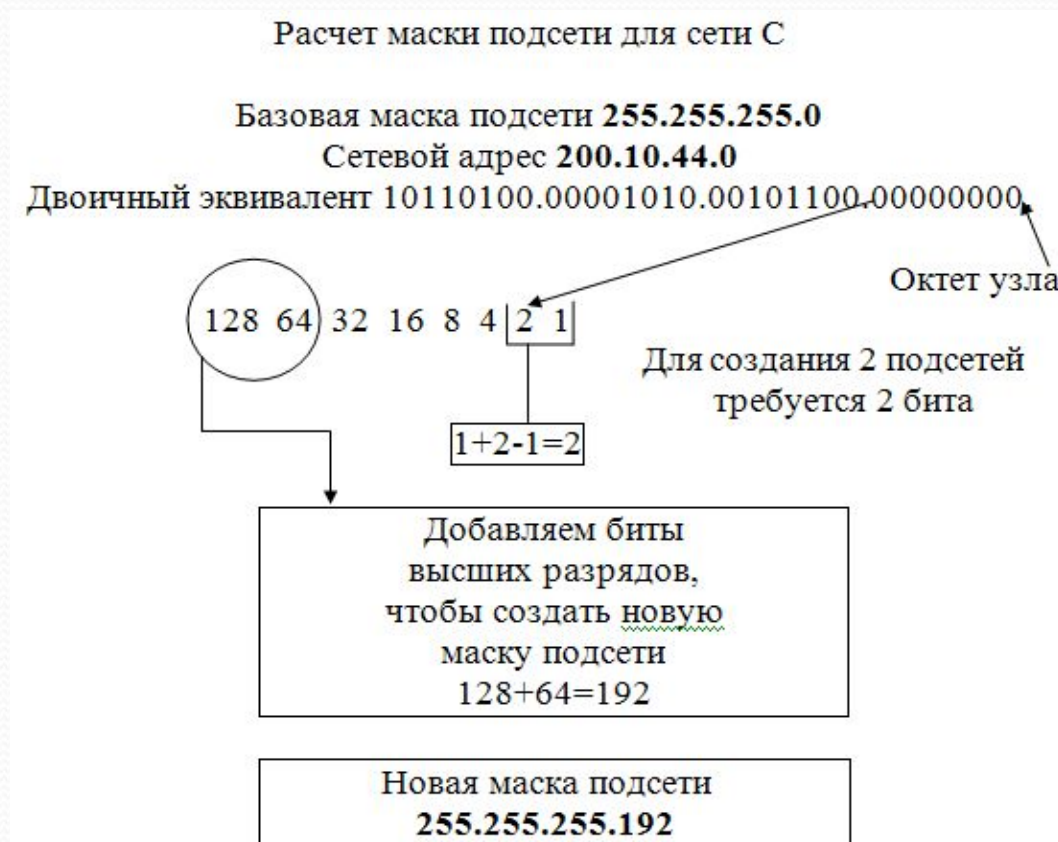 Расчет маски подсети для сети С
Базовая маска подсети 255.255.255.0
Сетевой адрес 200.10.44.0
Двоичный эквивалент 10110100.00001010.00101100.00000000
Октет узла
128 64 32 16 8 4 2 1
Для создания 2 подсетей
требуется 2 бита
1+2-1=2
Добавляем биты
высших разрядов,
чтобы создать новую
маску подсети
128+64=192
Новая маска подсети
255.255.255.192